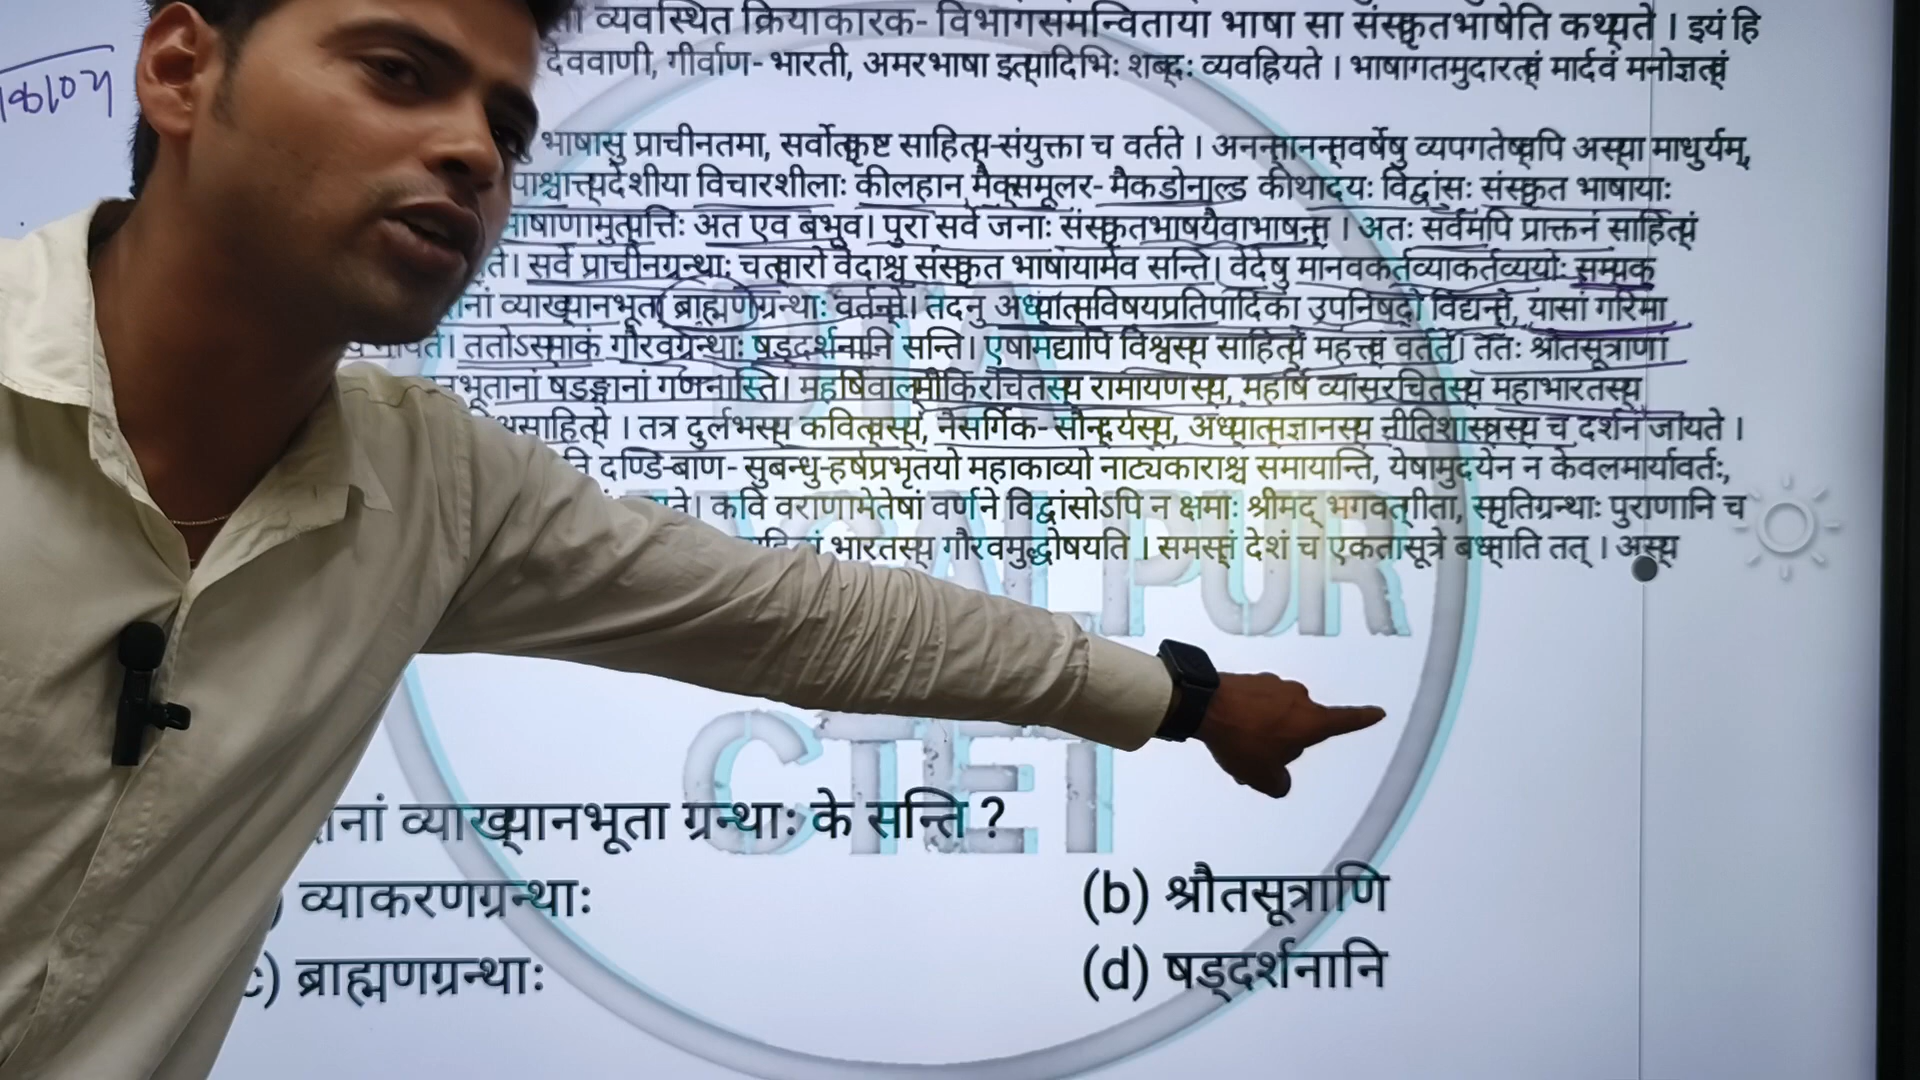 व्यवस्थित क्रियाकारक- विभागसमन्विताया भाषा सा संस्कृतभाषेति कथ्यते । इयं हि
देववाणी, गीर्वाण- भारती, अमरभाषा इत्यादिभिः शब्दः व्यवह्रियते । भाषागतमुदारत्वं मार्दवं मनोज्ञत्वं
भाषासु प्राचीनतमा, सर्वोत्कृष्ट साहित्य-संयुक्ता च वर्तते । अनन्तानन्तवर्षेषु व्यपगतेष्वपि अस्या माधुर्यम्,
पाश्चात्त्यदेशीया विचारशीलाः कीलहान मैक्समूलर- मैकडोनाल्ड कीथादयः विद्वांसः संस्कृत भाषायाः
भाषाणामुत्पत्तिः अत एव बभूव। पुरा सर्वे जनाः संस्कृतभाषयैवाभाषन्त । अतः सर्वमपि प्राक्तनं साहित्यं
सर्वे प्राचीनग्रन्थाः चत्वारो वेदाश्च संस्कृत भाषायामेव सन्ति। वेदेषु मानवकर्तव्याकर्तव्ययोः सम्यक्
व्याख्यानभूता ब्राह्मणग्रन्थाः वर्तन्ते। तदनु अध्यात्मविषयप्रतिपादिका उपनिषदो विद्यन्ते, यासां गरिमा
ततोऽस्माकं गौरवग्रन्थाः षड्दर्शनानि सन्ति। एषामद्यापि विश्वस्य साहित्ये महत्त्वं वर्तते। ततः श्रौतसूत्राणां
षडङ्गानां गणनास्ति। महर्षिवाल्मीकिरचितस्य रामायणस्य, महर्षि व्यासरचितस्य महाभारतस्य
तत्र दुर्लभस्य कवित्वस्य, नैसर्गिक- सौन्दर्यस्य, अध्यात्मज्ञानस्य नीतिशास्त्रस्य च दर्शनं जायते ।
दण्डि-बाण- सुबन्धु-हर्षप्रभृतयो महाकाव्यो नाट्यकाराश्च समायान्ति, येषामुदयेन न केवलमार्यावर्तः,
कवि वराणामेतेषां वर्णने विद्वांसोऽपि न क्षमाः श्रीमद् भगवत्गीता, स्मृतिग्रन्थाः पुराणानि च
भारतस्य गौरवमुद्धोषयति । समस्तं देशं च एकतासूत्रे बध्नाति तत् । अस्य
CTET
व्याख्यानभूता ग्रन्थाः के सन्ति ?
व्याकरणग्रन्थाः
(b) श्रौतसूत्राणि
c) ब्राह्मणग्रन्थाः
(d) षड्दर्शनानि